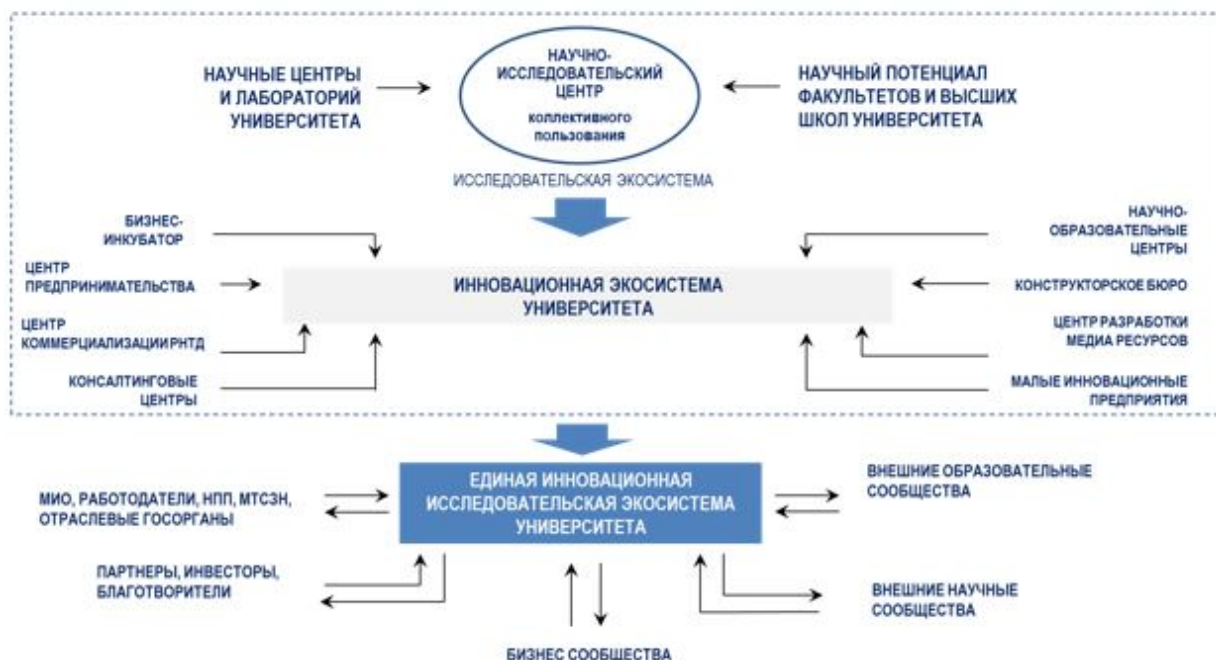 НАУЧНЫЕ ЦЕНТРЫ
И ЛАБОРАТОРИЙ
УНИВЕРСИТЕТА
НАУЧНО-
ИССЛЕДОВАТЕЛЬСКИЙ
ЦЕНТР
коллективного
пользования
НАУЧНЫЙ ПОТЕНЦИАЛ
ФАКУЛЬТЕТОВ И ВЫСШИХ
ШКОЛ УНИВЕРСИТЕТА
ИССЛЕДОВАТЕЛЬСКАЯ ЭКОСИСТЕМА
БИЗНЕС-
ИНКУБАТОР
ЦЕНТР
ПРЕДПРИНИМАТЕЛЬСТВА
ЦЕНТР
КОММЕРЦИАЛИЗАЦИИ РНТД
КОНСАЛТИНГОВЫЕ
ЦЕНТРЫ
ИННОВАЦИОННАЯ ЭКОСИСТЕМА
УНИВЕРСИТЕТА
НАУЧНО-
ОБРАЗОВАТЕЛЬНЫЕ
ЦЕНТРЫ
КОНСТРУКТОРСКОЕ БЮРО
ЦЕНТР РАЗРАБОТКИ
МЕДИА РЕСУРСОВ
МАЛЫЕ ИННОВАЦИОННЫЕ
ПРЕДПРИЯТИЯ
ЕДИНАЯ ИННОВАЦИОННАЯ
ИССЛЕДОВАТЕЛЬСКАЯ ЭКОСИСТЕМА
УНИВЕРСИТЕТА
МИО, РАБОТОДАТЕЛИ, НПП, МТСЗН,
ОТРАСЛЕВЫЕ ГОСОРГАНЫ
ВНЕШНИЕ ОБРАЗОВАТЕЛЬНЫЕ
СООБЩЕСТВА
ПАРТНЕРЫ, ИНВЕСТОРЫ,
БЛАГОТВОРИТЕЛИ
ВНЕШНИЕ НАУЧНЫЕ
СООБЩЕСТВА
БИЗНЕС СООБЩЕСТВА